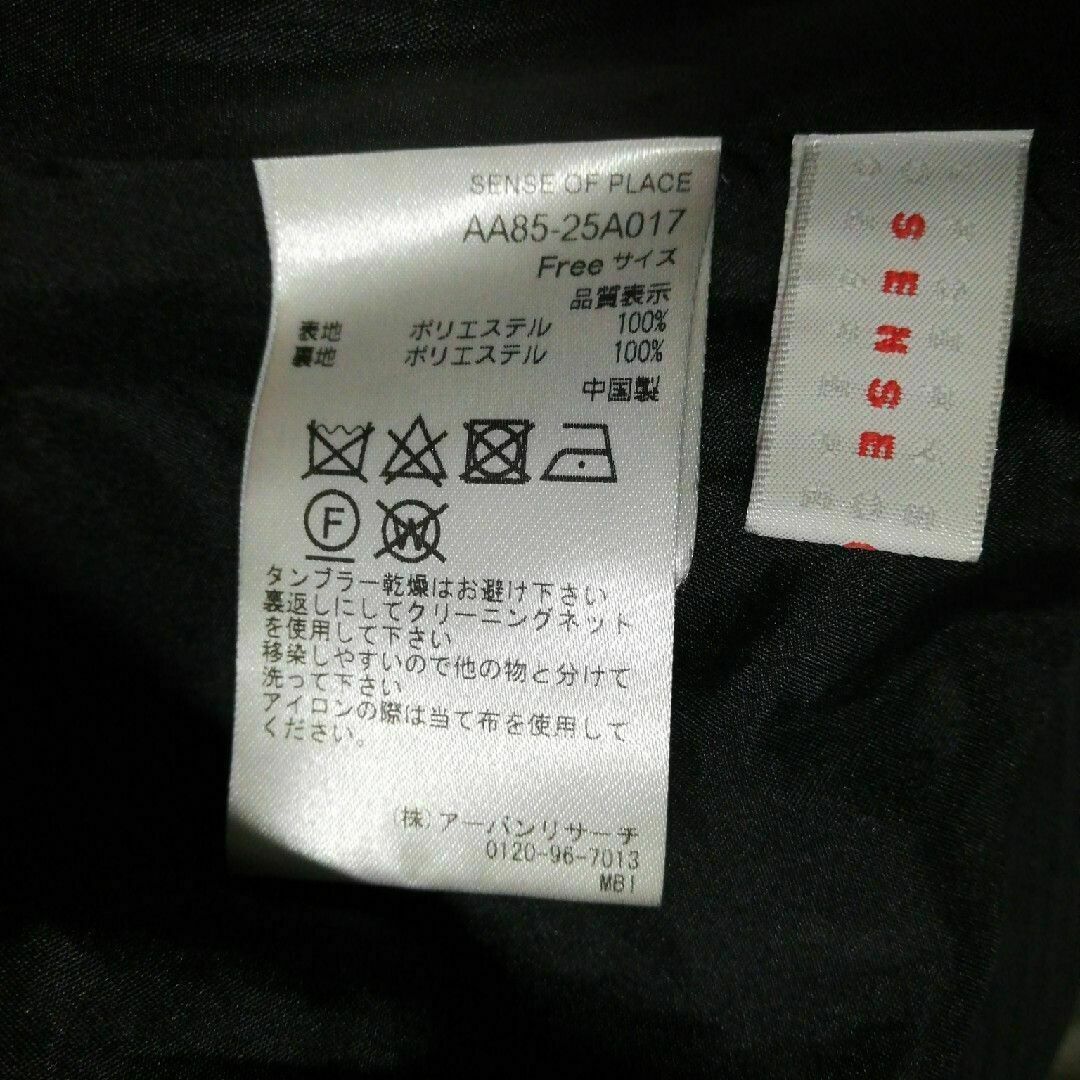 SENSE OF PLACE
AA85-25A017
Free サイズ
品質表示
表地 ポリエステル 100%
裏地 ポリエステル 100%
中国製
F W
タンブラー乾燥はお避け下さい
裏返しにしてクリーニングネット
を使用して下さい
移染しやすいので他の物と分けて
洗って下さい
アイロンの際は当て布を使用して
ください。
(株)アーバンリサーチ
0120-96-7013
MBI
SENSE